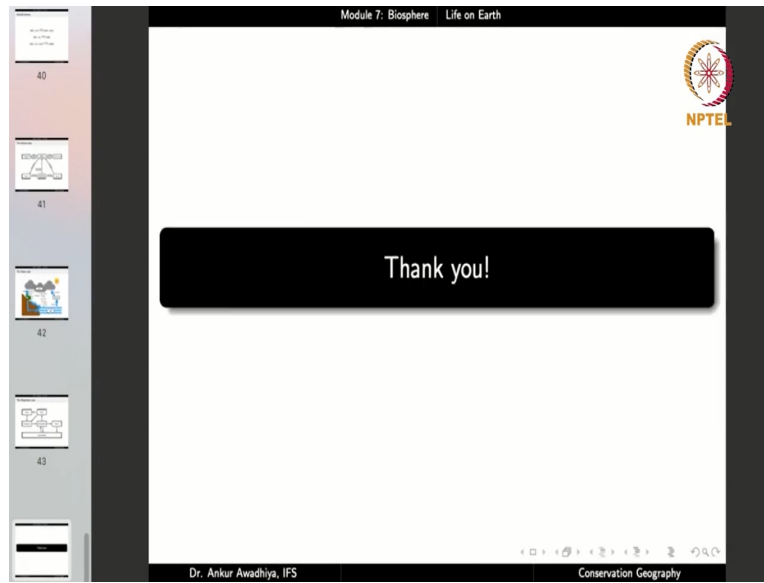 Module 7: Biosphere Life on Earth
NPTEL
Thank you!
40
41
42
43
Dr. Ankur Awadhiya, IFS Conservation Geography